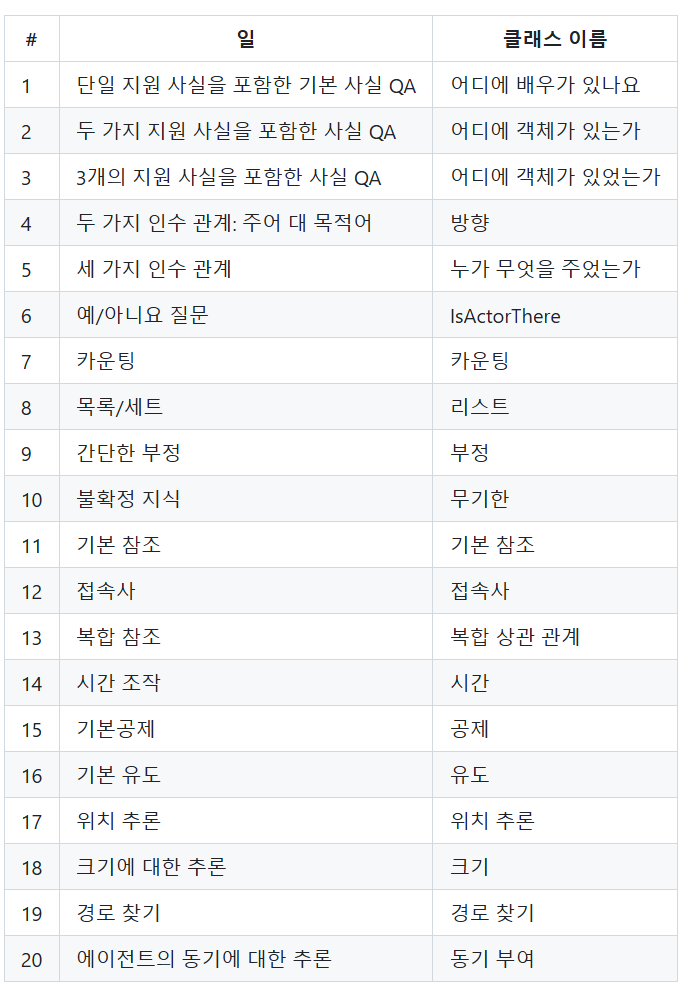 # 일 클래스 이름
1 단일 지원 사실을 포함한 기본 사실 QA 어디에 배우가 있나요
2 두 가지 지원 사실을 포함한 사실 QA 어디에 객체가 있는가
3 3개의 지원 사실을 포함한 사실 QA 어디에 객체가 있었는가
4 두 가지 인수 관계: 주어 대 목적어 방향
5 세 가지 인수 관계 누가 무엇을 주었는가
6 예/아니요 질문 IsActorThere
7 카운팅 카운팅
8 목록/세트 리스트
9 간단한 부정 부정
10 불확정 지식 무기한
11 기본 참조 기본 참조
12 접속사 접속사
13 복합 참조 복합 상관 관계
14 시간 조작 시간
15 기본공제 공제
16 기본 유도 유도
17 위치 추론 위치 추론
18 크기에 대한 추론 크기
19 경로 찾기 경로 찾기
20 에이전트의 동기에 대한 추론 동기 부여